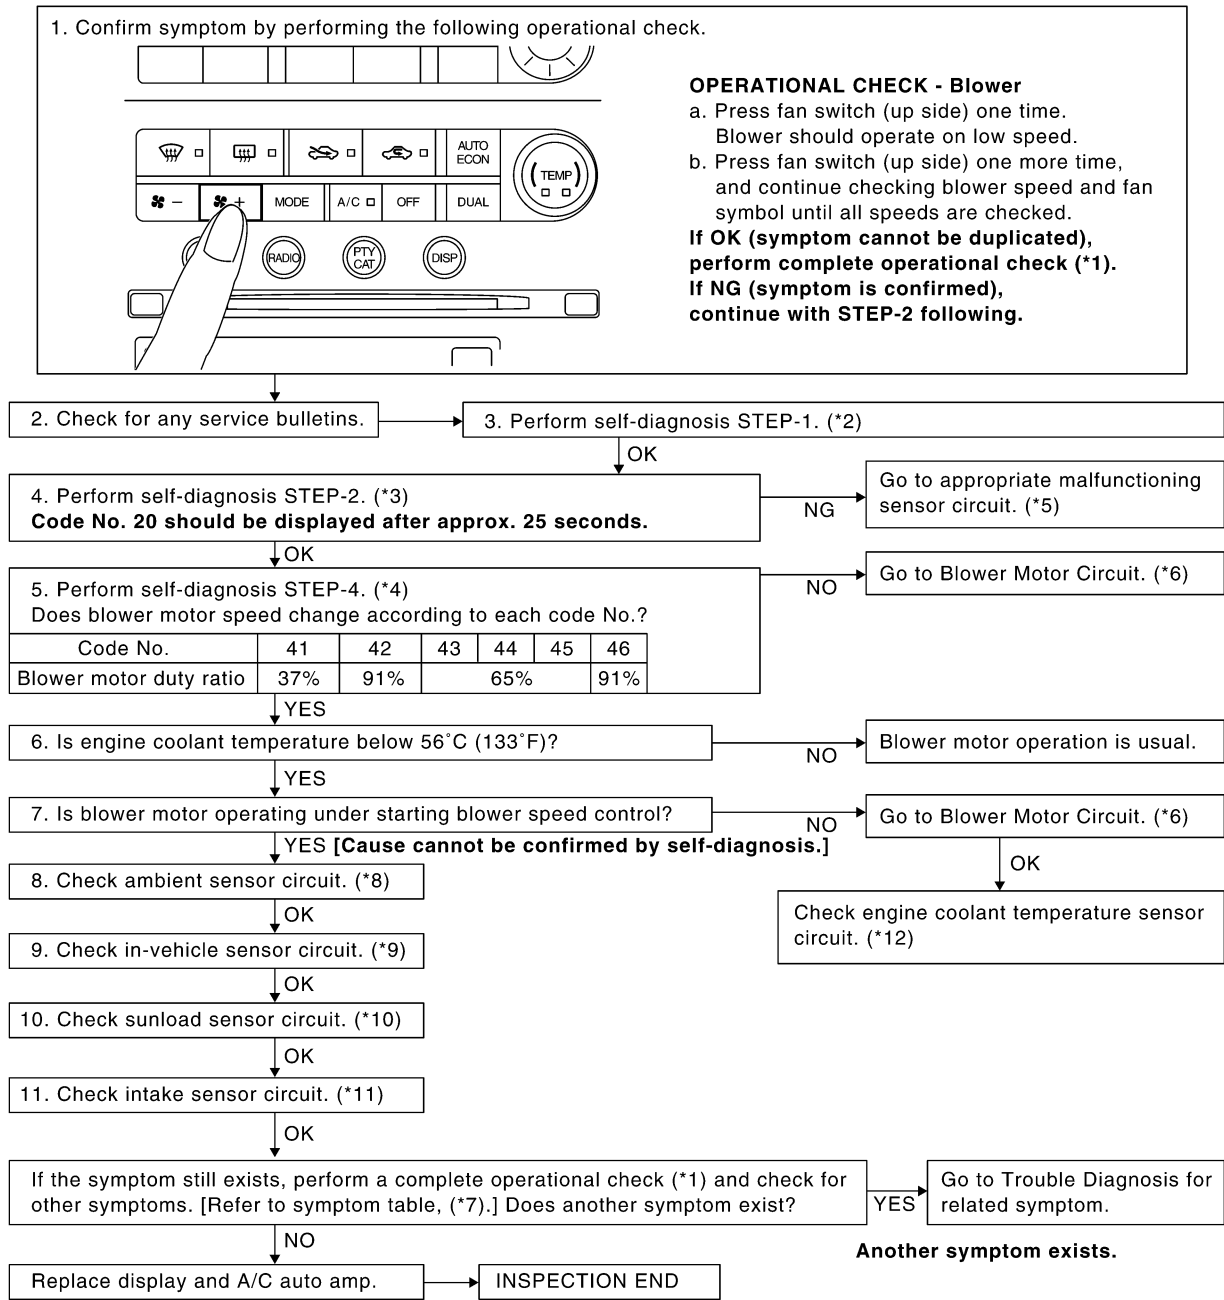 1. Confirm symptom by performing the following operational check.
AUTO
ECON
TEMP
–
+
MODE
A/C
OFF
DUAL
RADIO
PTY
CAT
DISP
OPERATIONAL CHECK - Blower
a. Press fan switch (up side) one time.
Blower should operate on low speed.
b. Press fan switch (up side) one more time,
and continue checking blower speed and fan
symbol until all speeds are checked.
If OK (symptom cannot be duplicated),
perform complete operational check (*1).
If NG (symptom is confirmed),
continue with STEP-2 following.
2. Check for any service bulletins.
3. Perform self-diagnosis STEP-1. (*2)
OK
4. Perform self-diagnosis STEP-2. (*3)
Code No. 20 should be displayed after approx. 25 seconds.
NG
Go to appropriate malfunctioning
sensor circuit. (*5)
OK
5. Perform self-diagnosis STEP-4. (*4)
Does blower motor speed change according to each code No.?
NO
Go to Blower Motor Circuit. (*6)
Code No. 41 42 43 44 45 46
Blower motor duty ratio 37% 91% 65% 91%
YES
6. Is engine coolant temperature below 56˚C (133˚F)?
NO
Blower motor operation is usual.
YES
7. Is blower motor operating under starting blower speed control?
NO
Go to Blower Motor Circuit. (*6)
YES [Cause cannot be confirmed by self-diagnosis.]
OK
Check engine coolant temperature sensor
circuit. (*12)
8. Check ambient sensor circuit. (*8)
OK
9. Check in-vehicle sensor circuit. (*9)
OK
10. Check sunload sensor circuit. (*10)
OK
11. Check intake sensor circuit. (*11)
OK
If the symptom still exists, perform a complete operational check (*1) and check for
other symptoms. [Refer to symptom table, (*7).] Does another symptom exist?
YES
Go to Trouble Diagnosis for
related symptom.
Another symptom exists.
NO
Replace display and A/C auto amp.
INSPECTION END